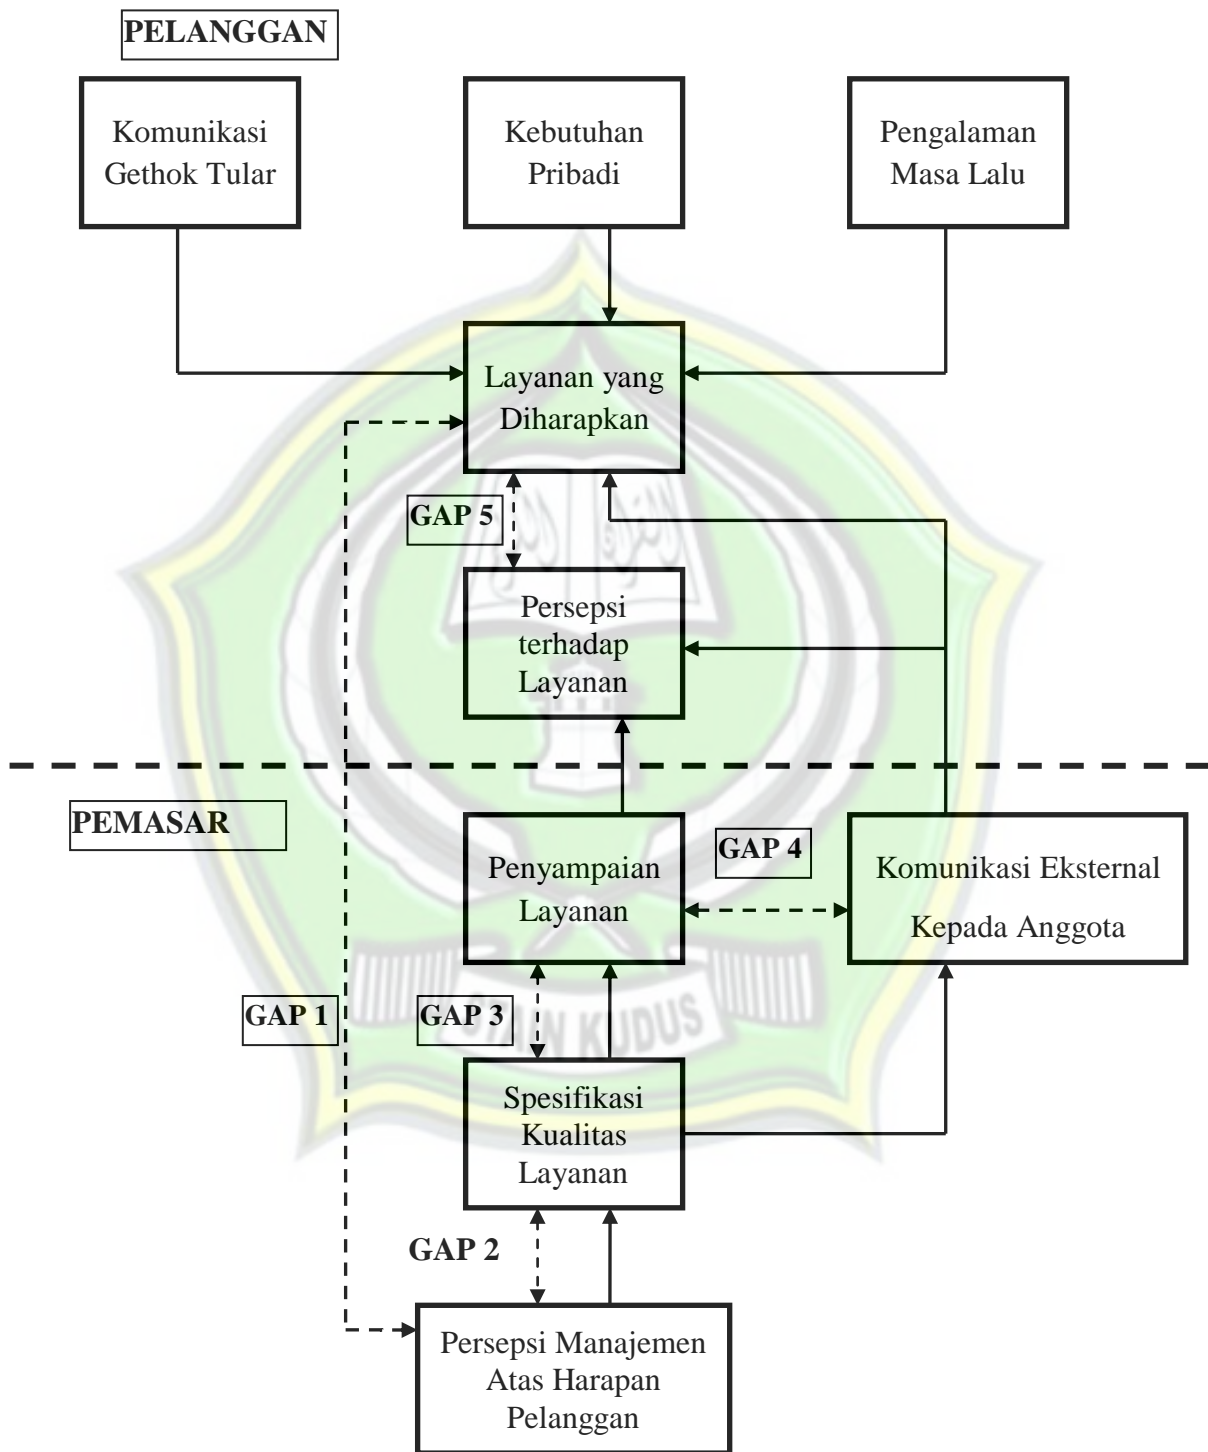 PELANGGAN
Komunikasi
Gethok Tular
Kebutuhan
Pribadi
Pengalaman
Masa Lalu
Layanan yang
Diharapkan
GAP 5
Persepsi
terhadap
Layanan
PEMASAR
Penyampaian
Layanan
GAP 4
Komunikasi Eksternal
Kepada Anggota
GAP 1
GAP 3
STAIN KUDUS
Spesifikasi
Kualitas
Layanan
GAP 2
Persepsi Manajemen
Atas Harapan
Pelanggan